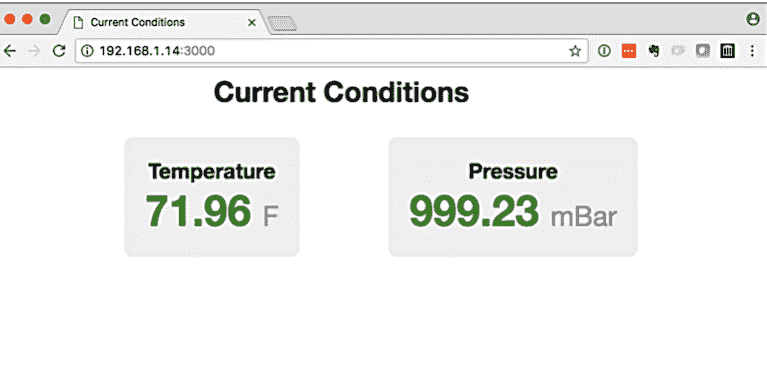 Current Conditions
192.168.1.14:3000
Current Conditions
Temperature
71.96 F
Pressure
999.23 mBar